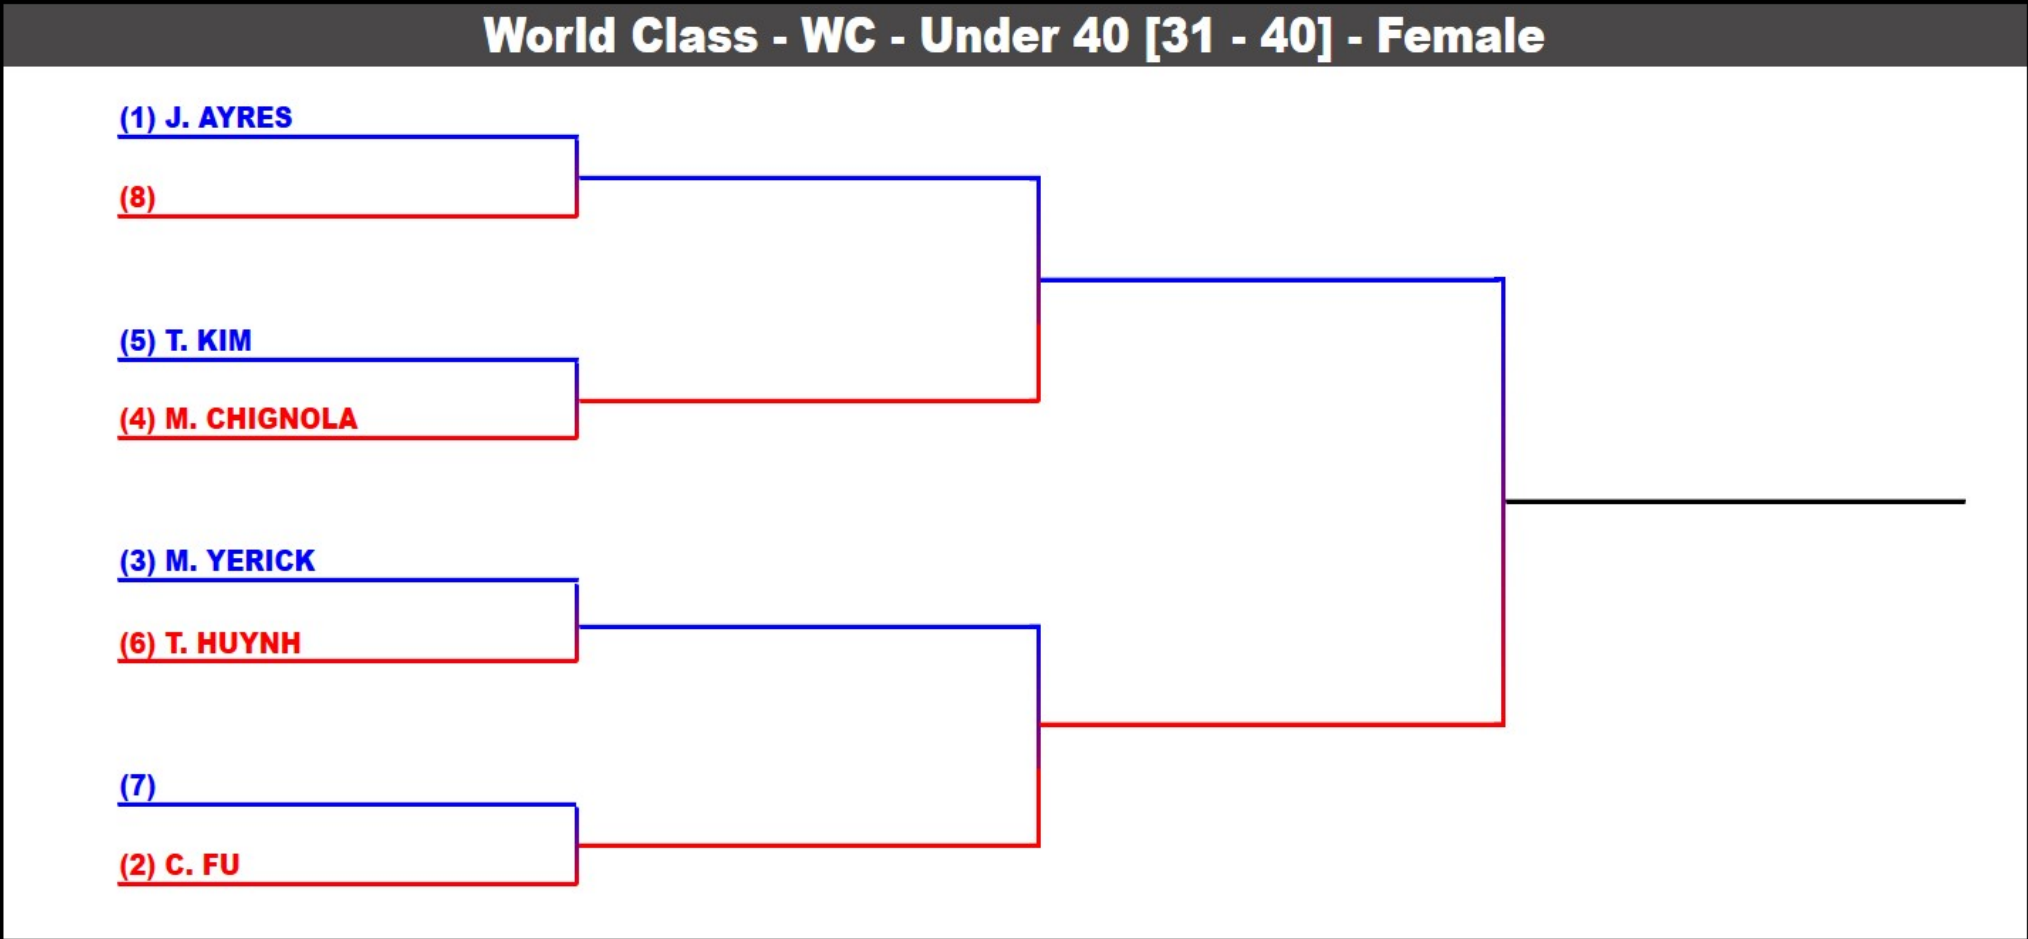 World Class - WC - Under 40 [31 - 40] - Female
(1) J. AYRES
(8)
(5) T. KIM
(4) M. CHIGNOLA
(3) M. YERICK
(6) T. HUYNH
(7)
(2) C. FU